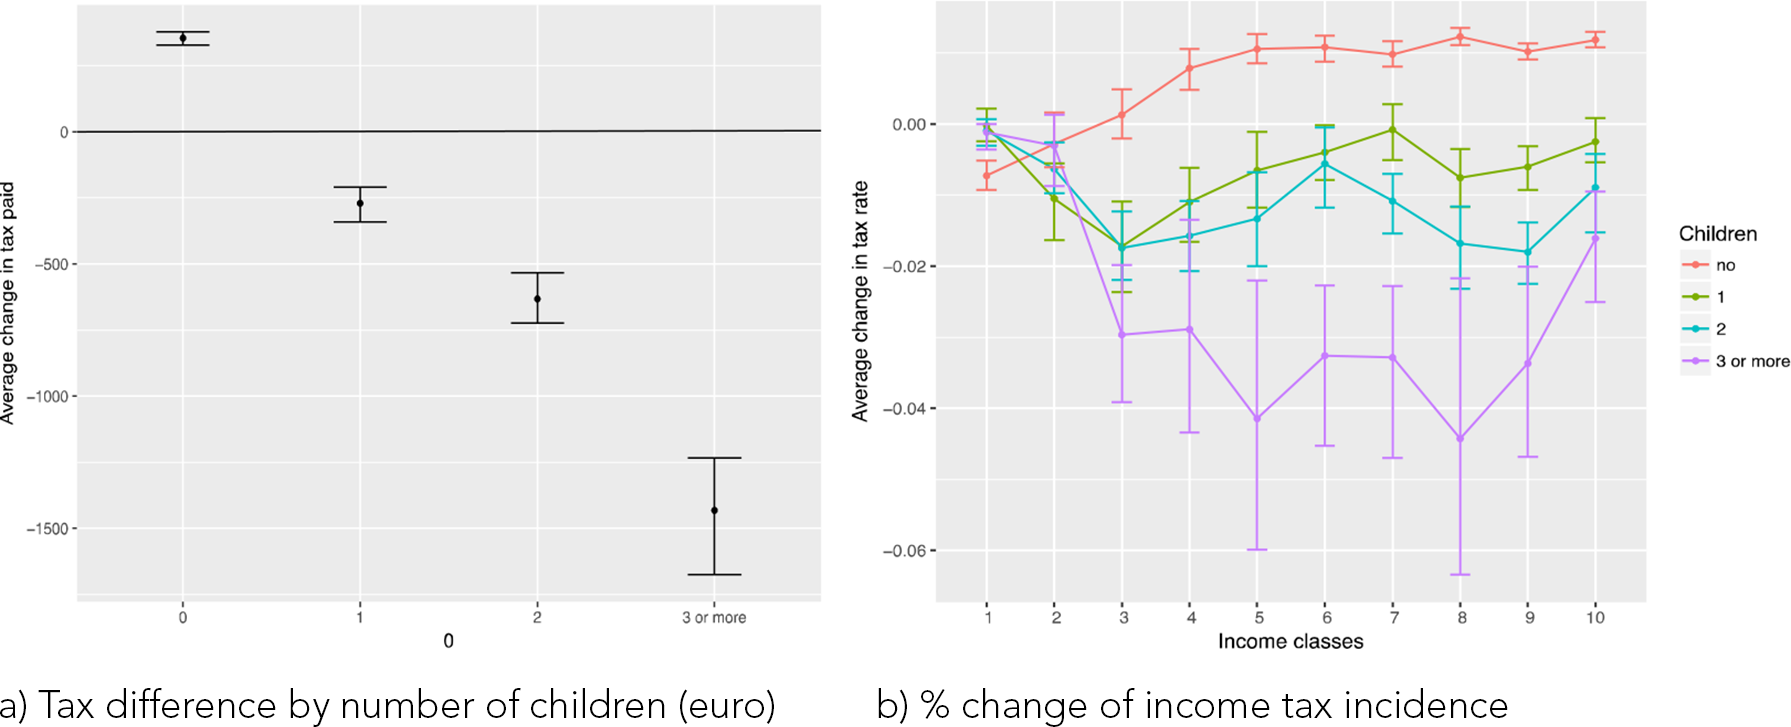 Average change in tax paid
0
−500
−1000
−1500
0 1 2 3 or more
0
a) Tax difference by number of children (euro)
Average change in tax rate
0.00
−0.02
−0.04
−0.06
1 2 3 4 5 6 7 8 9 10
Income classes
Children
no
1
2
3 or more
b) % change of income tax incidence